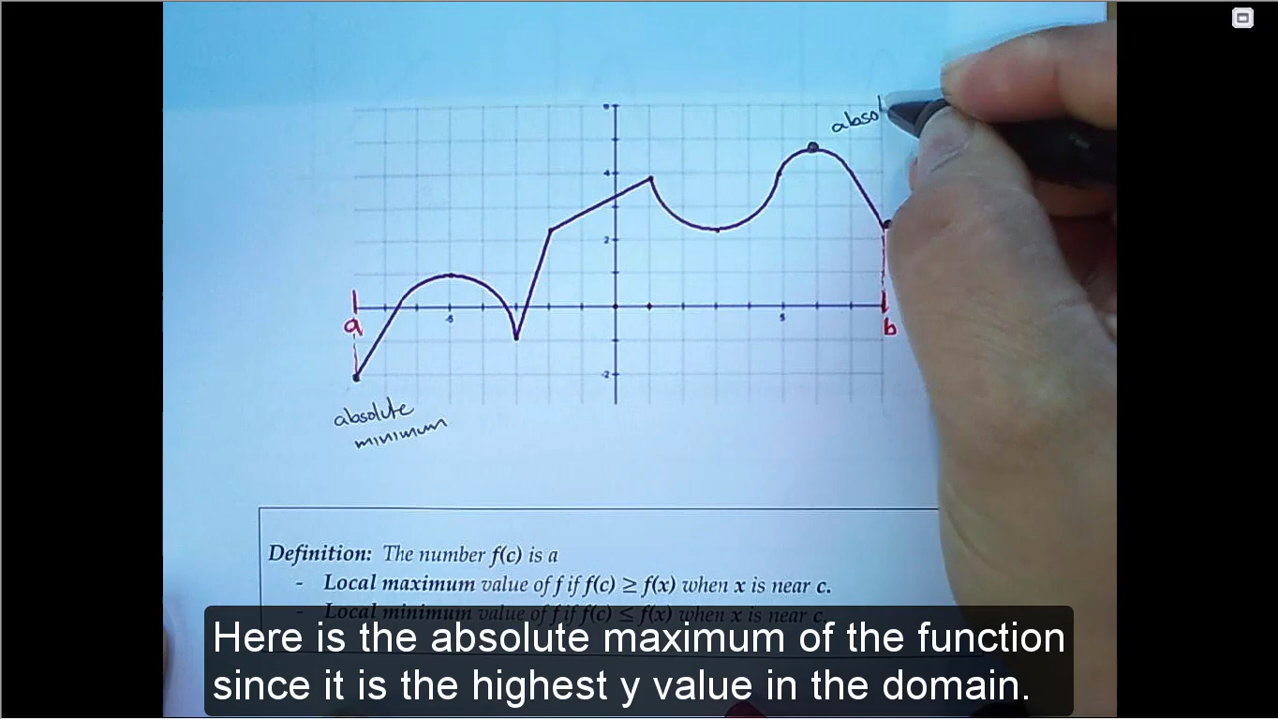 6
absol
4
2
a
-5
5
b
-2
absolute
minimum
Definition: The number f(c) is a
- Local maximum value of f if f(c) ≥ f(x) when x is near c.
- Local minimum value of f if f(c) ≤ f(x) when x is near c.
Here is the absolute maximum of the function
since it is the highest y value in the domain.